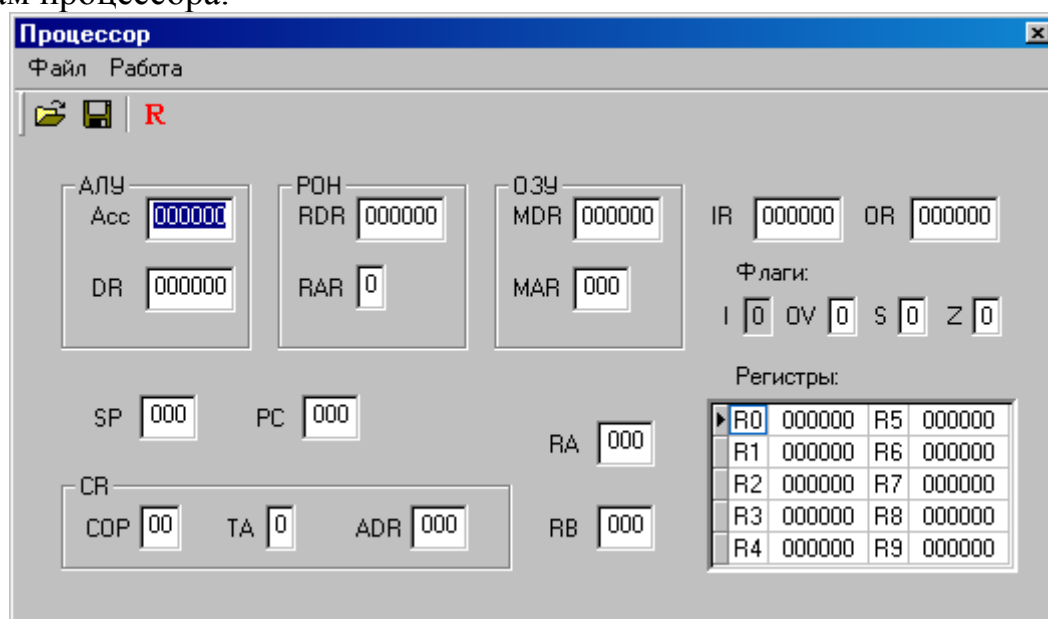 ам процессора.
Процессор
Файл Работа
R
АЛУ РОН ОЗУ
Acc 000000 RDR 000000 MDR 000000 IR 000000 OR 000000
Флаги:
DR 000000 RAR 0 MAR 000
I 0 OV 0 S 0 Z 0
Регистры:
SP 000 PC 000
R0 000000 R5 000000
RA 000
R1 000000 R6 000000
CR
R2 000000 R7 000000
COP 00 TA 0 ADR 000 RB 000
R3 000000 R8 000000
R4 000000 R9 000000